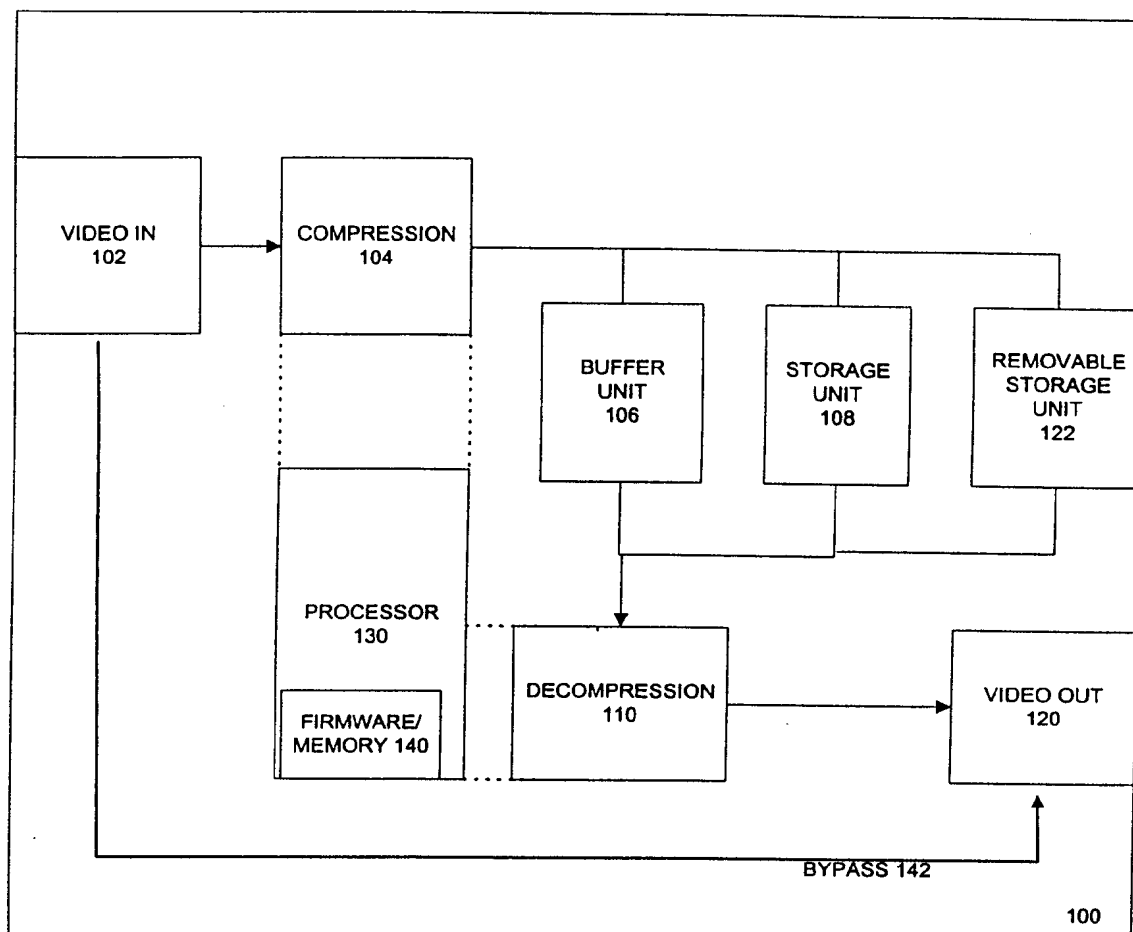 VIDEO IN
102
COMPRESSION
104
BUFFER
UNIT
106
STORAGE
UNIT
108
REMOVABLE
STORAGE
UNIT
122
PROCESSOR
130
FIRMWARE/
MEMORY 140
DECOMPRESSION
110
VIDEO OUT
120
BYPASS 142
100